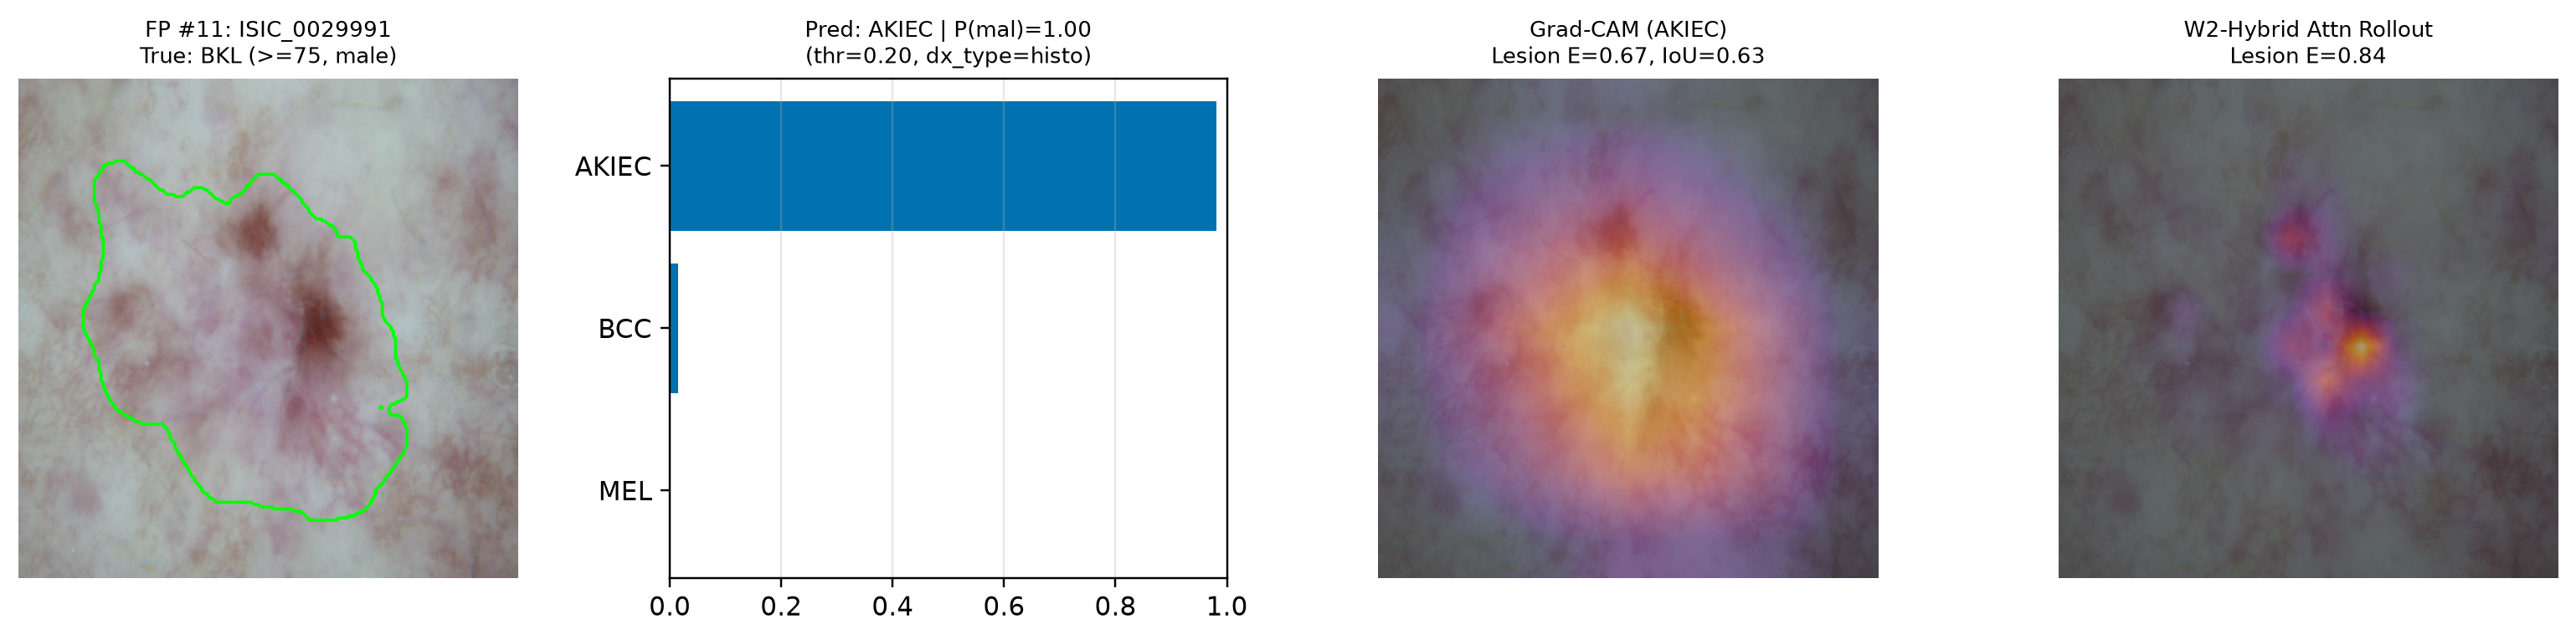 FP #11: ISIC_0029991
True: BKL (>=75, male)
Pred: AKIEC | P(mal)=1.00
(thr=0.20, dx_type=histo)
Grad-CAM (AKIEC)
Lesion E=0.67, IoU=0.63
W2-Hybrid Attn Rollout
Lesion E=0.84
AKIEC
BCC
MEL
0.0 0.2 0.4 0.6 0.8 1.0